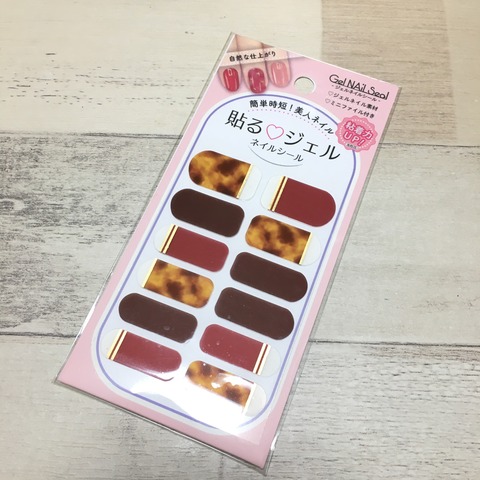 自然な仕上がり
Gel NAiL Seal
- ジェルネイルシール -
♡ジェルネイル素材
♡ミニファイル付き
粘着力
UP!
簡単時短!美人ネイル
貼る♡ジェル
ネイルシール